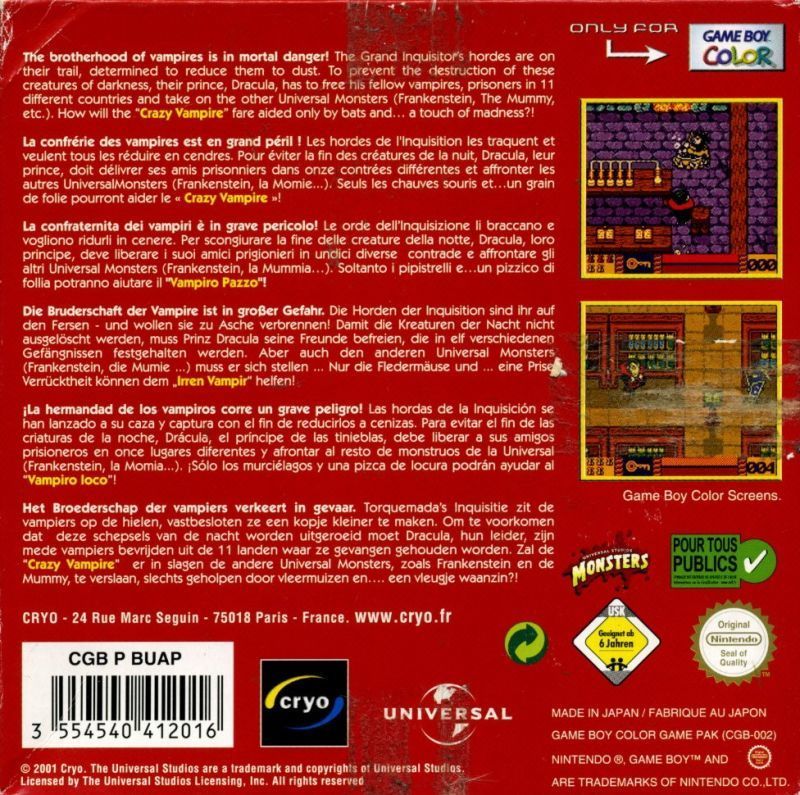 The brotherhood of vampires is in mortal danger! The Grand Inquisitor's hordes are on
their trail, determined to reduce them to dust. To prevent the destruction of these
creatures of darkness, their prince, Dracula, has to free his fellow vampires, prisoners in 11
different countries and take on the other Universal Monsters (Frankenstein, The Mummy,
etc.). How will the "Crazy Vampire" fare aided only by bats and... a touch of madness?!
La confrérie des vampires est en grand péril ! Les hordes de l'Inquisition les traquent et
veulent tous les réduire en cendres. Pour éviter la fin des créatures de la nuit, Dracula, leur
prince, doit délivrer ses amis prisonniers dans onze contrées différentes et affronter les
autres UniversalMonsters (Frankenstein, la Momie...). Seuls les chauves souris et...un grain
de folie pourront aider le « Crazy Vampire »!
La confraternita dei vampiri è in grave pericolo! Le orde dell'Inquisizione li braccano e
vogliono ridurli in cenere. Per scongiurare la fine delle creature della notte, Dracula, loro
principe, deve liberare i suoi amici prigionieri in undici diverse contrade e affrontare gli
altri Universal Monsters (Frankenstein, la Mummia...). Soltanto i pipistrelli e...un pizzico di
follia potranno aiutare il "Vampiro Pazzo"!
Die Bruderschaft der Vampire ist in großer Gefahr. Die Horden der Inquisition sind ihr auf
den Fersen - und wollen sie zu Asche verbrennen! Damit die Kreaturen der Nacht nicht
ausgelöscht werden, muss Prinz Dracula seine Freunde befreien, die in elf verschiedenen
Gefängnissen festgehalten werden. Aber auch den anderen Universal Monsters
(Frankenstein, die Mumie ...) muss er sich stellen ... Nur die Fledermäuse und ... eine Prise
Verrücktheit können dem „Irren Vampir" helfen!
¡La hermandad de los vampiros corre un grave peligro! Las hordas de la Inquisición se
han lanzado a su caza y captura con el fin de reducirlos a cenizas. Para evitar el fin de las
criaturas de la noche, Drácula, el príncipe de las tinieblas, debe liberar a sus amigos
prisioneros en once lugares diferentes y afrontar al resto de monstruos de la Universal
(Frankenstein, la Momia...). ¡Sólo los murciélagos y una pizca de locura podrán ayudar al
"Vampiro loco"!
Het Broederschap der vampiers verkeert in gevaar. Torquemada's Inquisitie zit de
vampiers op de hielen, vastbesloten ze een kopje kleiner te maken. Om te voorkomen
dat deze schepsels van de nacht worden uitgeroeid moet Dracula, hun leider, zijn
mede vampiers bevrijden uit de 11 landen waar ze gevangen gehouden worden. Zal de
"Crazy Vampire" er in slagen de andere Universal Monsters, zoals Frankenstein en de
Mummy, te verslaan, slechts geholpen door vleermuizen en.... een vleugje waanzin?!
CRYO - 24 Rue Marc Seguin - 75018 Paris - France. www.cryo.fr
CGB P BUAP
3 554540 412016
cryo
UNIVERSAL
© 2001 Cryo. The Universal Studios are a trademark and copyright of Universal Studios.
Licensed by The Universal Studios Licensing, Inc. All rights reserved
ONLY FOR
GAME BOY
COLOR
000
004
Game Boy Color Screens.
UNIVERSAL STUDIOS
MONSTERS
POUR TOUS
PUBLICS
USK
Geeignet ab
6 Jahren
Original
Nintendo
Seal of
Quality
MADE IN JAPAN / FABRIQUE AU JAPON
GAME BOY COLOR GAME PAK (CGB-002)
NINTENDO ®, GAME BOY™ AND
ARE TRADEMARKS OF NINTENDO CO.,LTD.